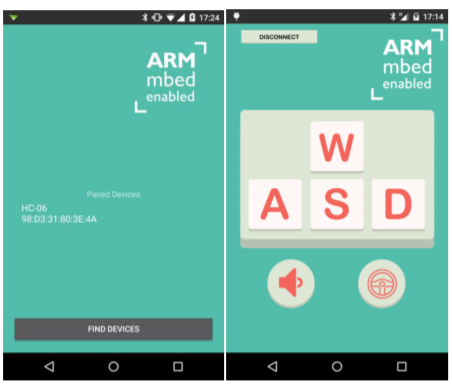 17:24
ARM
mbed
enabled
Paired Devices
HC-06
98:D3:31:80:3E:4A
FIND DEVICES
17:14
DISCONNECT
ARM
mbed
enabled
W
A S D